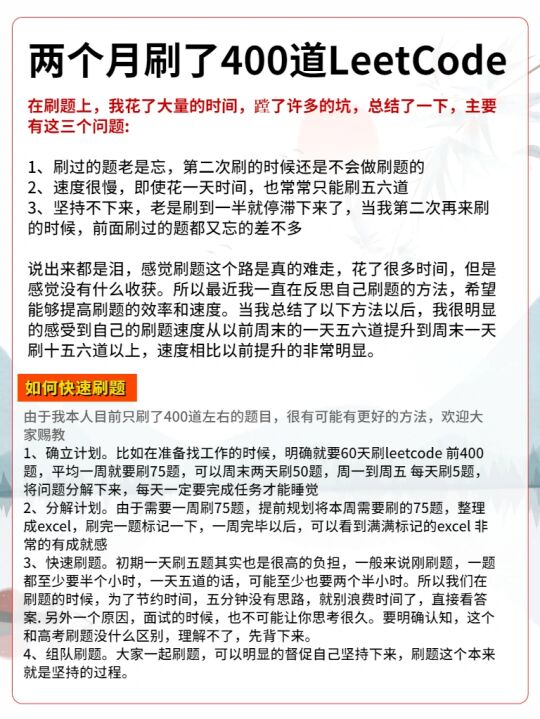 两个月刷了400道LeetCode
在刷题上，我花了大量的时间，蹚了许多的坑，总结了一下，主要
有这三个问题:
1、刷过的题老是忘，第二次刷的时候还是不会做刷题的
2、速度很慢，即使花一天时间，也常常只能刷五六道
3、坚持不下来，老是刷到一半就停滞下来了，当我第二次再来刷
的时候，前面刷过的题都又忘的差不多
说出来都是泪，感觉刷题这个路是真的难走，花了很多时间，但是
感觉没有什么收获。所以最近我一直在反思自己刷题的方法，希望
能够提高刷题的效率和速度。当我总结了以下方法以后，我很明显
的感受到自己的刷题速度从以前周末的一天五六道提升到周末一天
刷十五六道以上，速度相比以前提升的非常明显。
如何快速刷题
由于我本人目前只刷了400道左右的题目，很有可能有更好的方法，欢迎大
家赐教
1、确立计划。比如在准备找工作的时候，明确就要60天刷leetcode 前400
题，平均一周就要刷75题，可以周末两天刷50题，周一到周五 每天刷5题，
将问题分解下来，每天一定要完成任务才能睡觉
2、分解计划。由于需要一周刷75题，提前规划将本周需要刷的75题，整理
成excel，刷完一题标记一下，一周完毕以后，可以看到满满标记的excel 非
常的有成就感
3、快速刷题。初期一天刷五题其实也是很高的负担，一般来说刚刷题，一题
都至少要半个小时，一天五道的话，可能至少也要两个半小时。所以我们在
刷题的时候，为了节约时间，五分钟没有思路，就别浪费时间了，直接看答
案. 另外一个原因，面试的时候，也不可能让你思考很久。要明确认知，这个
和高考刷题没什么区别，理解不了，先背下来。
4、组队刷题。大家一起刷题，可以明显的督促自己坚持下来，刷题这个本来
就是坚持的过程。